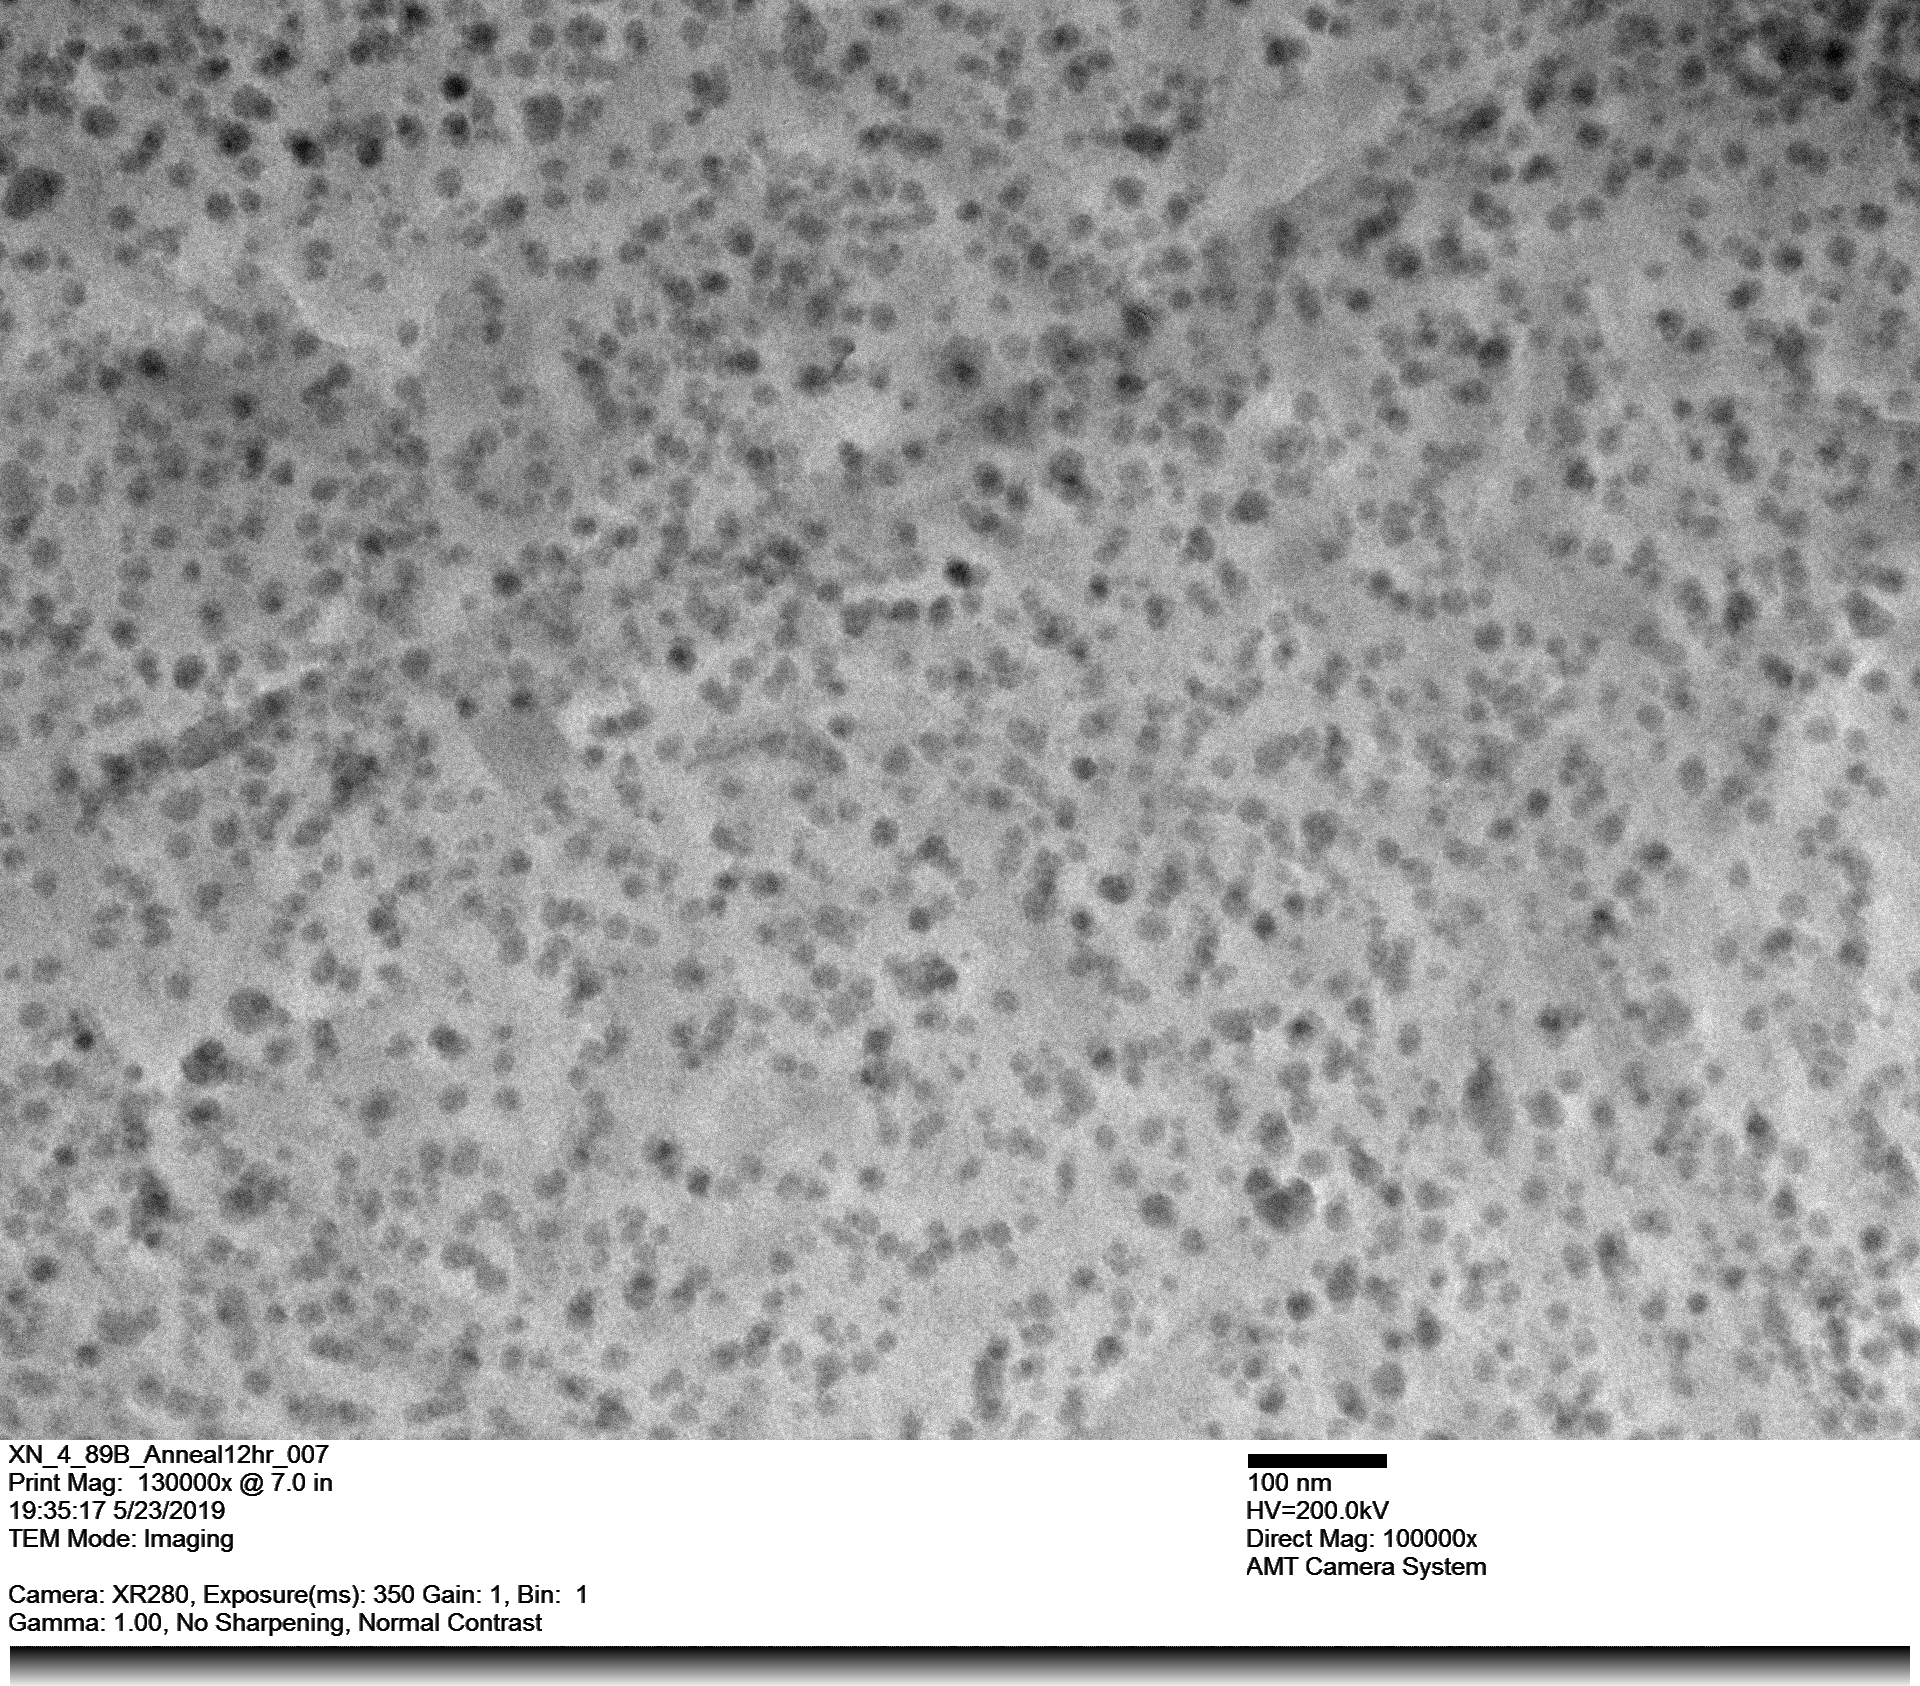 XN_4_89B_Anneal12hr_007
Print Mag:  130000x @ 7.0 in
19:35:17 5/23/2019
TEM Mode: Imaging
Camera: XR280, Exposure(ms): 350 Gain: 1, Bin:  1
Gamma: 1.00, No Sharpening, Normal Contrast
100 nm
HV=200.0kV
Direct Mag: 100000x
AMT Camera System